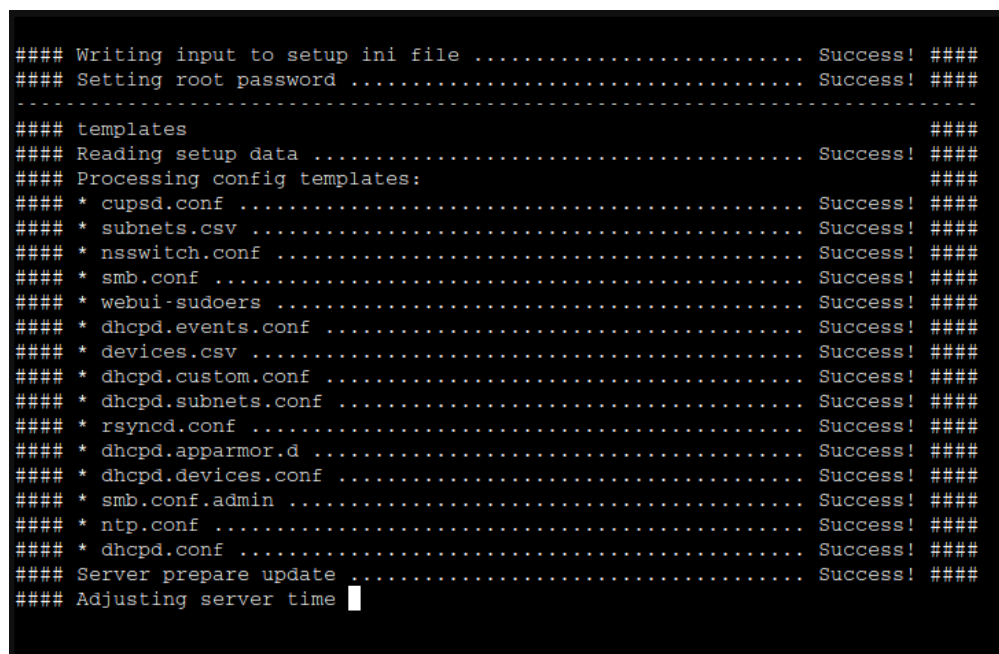 #### Writing input to setup ini file ........................... Success! ####
#### Setting root password ..................................... Success! ####
------------------------------------------------------------------------------
#### templates ####
#### Reading setup data ........................................ Success! ####
#### Processing config templates: ####
#### * cupsd.conf .............................................. Success! ####
#### * subnets.csv ............................................. Success! ####
#### * nsswitch.conf ........................................... Success! ####
#### * smb.conf ................................................ Success! ####
#### * webui-sudoers ........................................... Success! ####
#### * dhcpd.events.conf ....................................... Success! ####
#### * devices.csv ............................................. Success! ####
#### * dhcpd.custom.conf ....................................... Success! ####
#### * dhcpd.subnets.conf ...................................... Success! ####
#### * rsyncd.conf ............................................. Success! ####
#### * dhcpd.apparmor.d ........................................ Success! ####
#### * dhcpd.devices.conf ...................................... Success! ####
#### * smb.conf.admin .......................................... Success! ####
#### * ntp.conf ................................................ Success! ####
#### * dhcpd.conf .............................................. Success! ####
#### Server prepare update ..................................... Success! ####
#### Adjusting server time